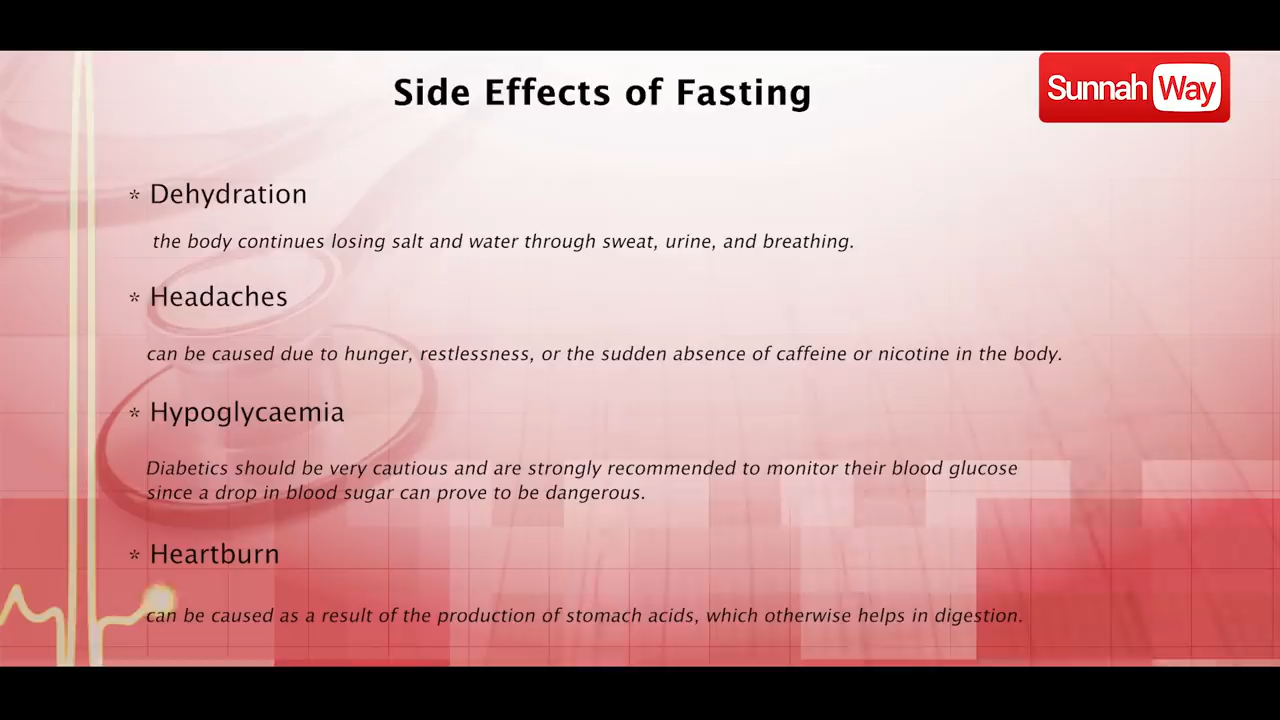 Side Effects of Fasting
Sunnah Way
* Dehydration
the body continues losing salt and water through sweat, urine, and breathing.
* Headaches
can be caused due to hunger, restlessness, or the sudden absence of caffeine or nicotine in the body.
* Hypoglycaemia
Diabetics should be very cautious and are strongly recommended to monitor their blood glucose
since a drop in blood sugar can prove to be dangerous.
* Heartburn
can be caused as a result of the production of stomach acids, which otherwise helps in digestion.